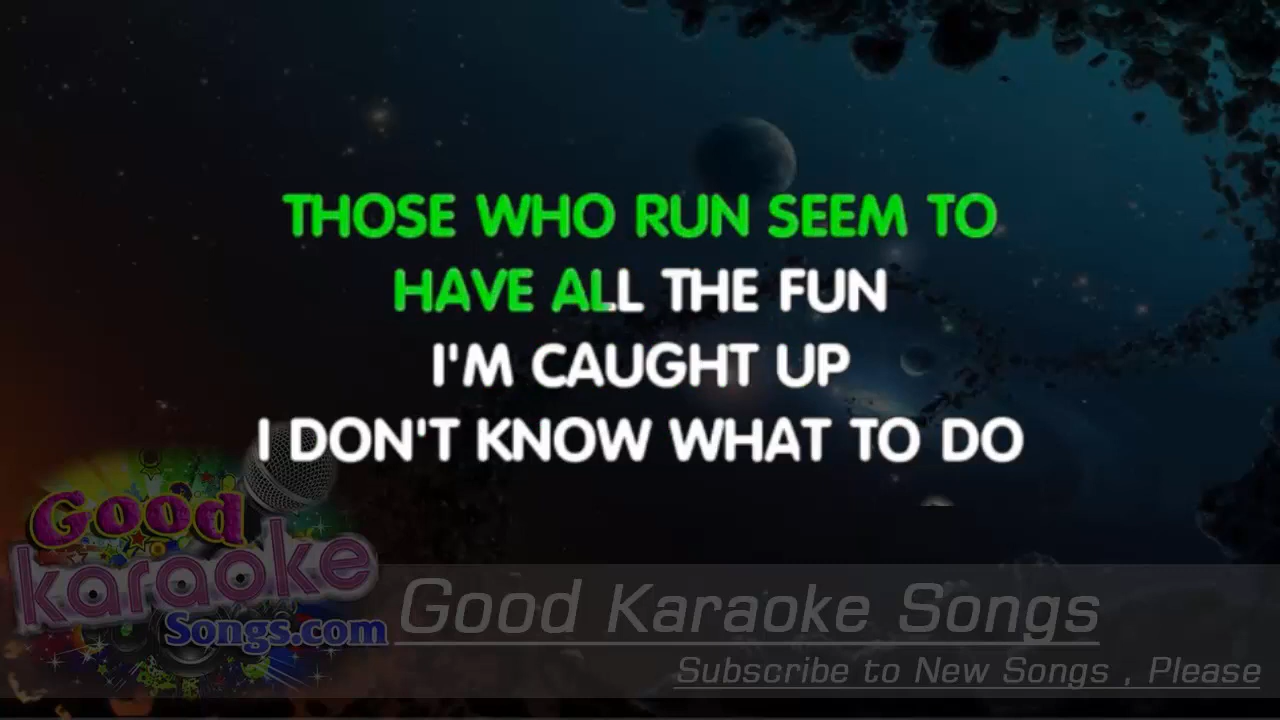 THOSE WHO RUN SEEM TO
HAVE ALL THE FUN
I'M CAUGHT UP
I DON'T KNOW WHAT TO DO
Good
karaoke
Songs.com
Good Karaoke Songs
Subscribe to New Songs , Please